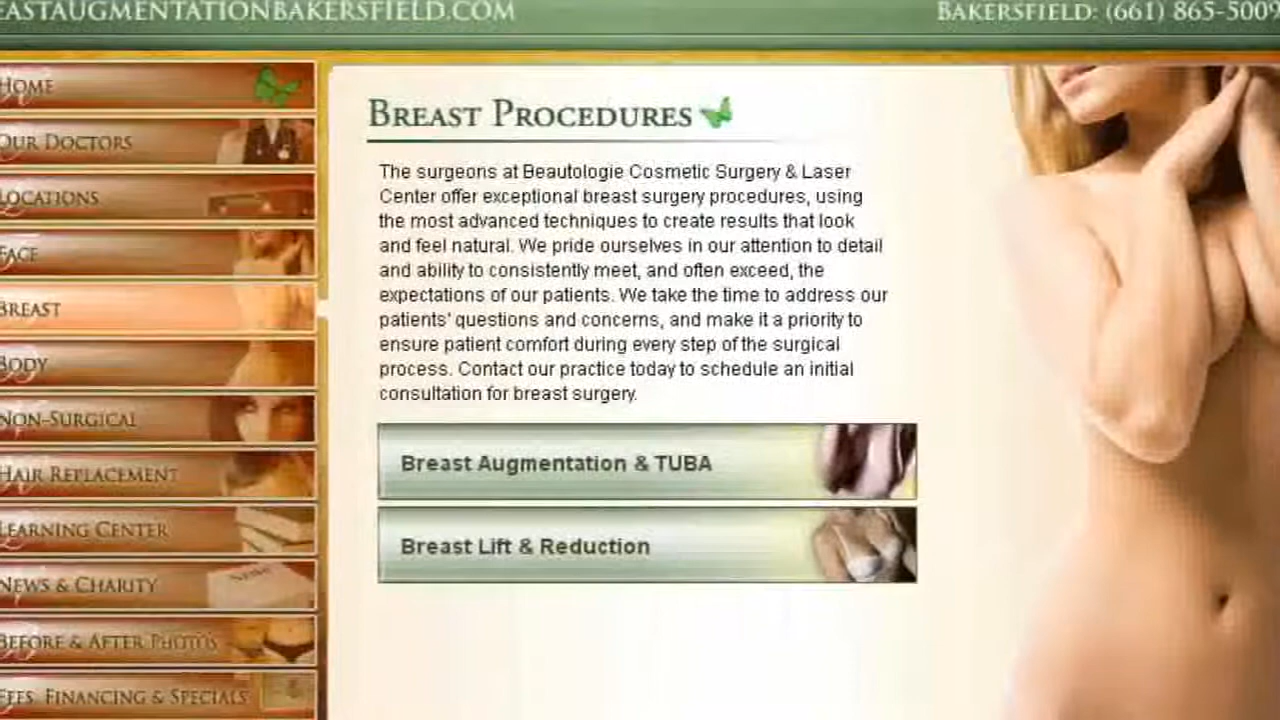 EASTAUGMENTATIONBAKERSFIELD.COM
BAKERSFIELD: (661) 865-5009
HOME
OUR DOCTORS
LOCATIONS
FACE
BREAST
BODY
NON-SURGICAL
HAIR REPLACEMENT
LEARNING CENTER
NEWS & CHARITY
NEWS
BEFORE & AFTER PHOTOS
FEES, FINANCING & SPECIALS
BREAST PROCEDURES
The surgeons at Beautologie Cosmetic Surgery & Laser
Center offer exceptional breast surgery procedures, using
the most advanced techniques to create results that look
and feel natural. We pride ourselves in our attention to detail
and ability to consistently meet, and often exceed, the
expectations of our patients. We take the time to address our
patients' questions and concerns, and make it a priority to
ensure patient comfort during every step of the surgical
process. Contact our practice today to schedule an initial
consultation for breast surgery.
Breast Augmentation & TUBA
Breast Lift & Reduction